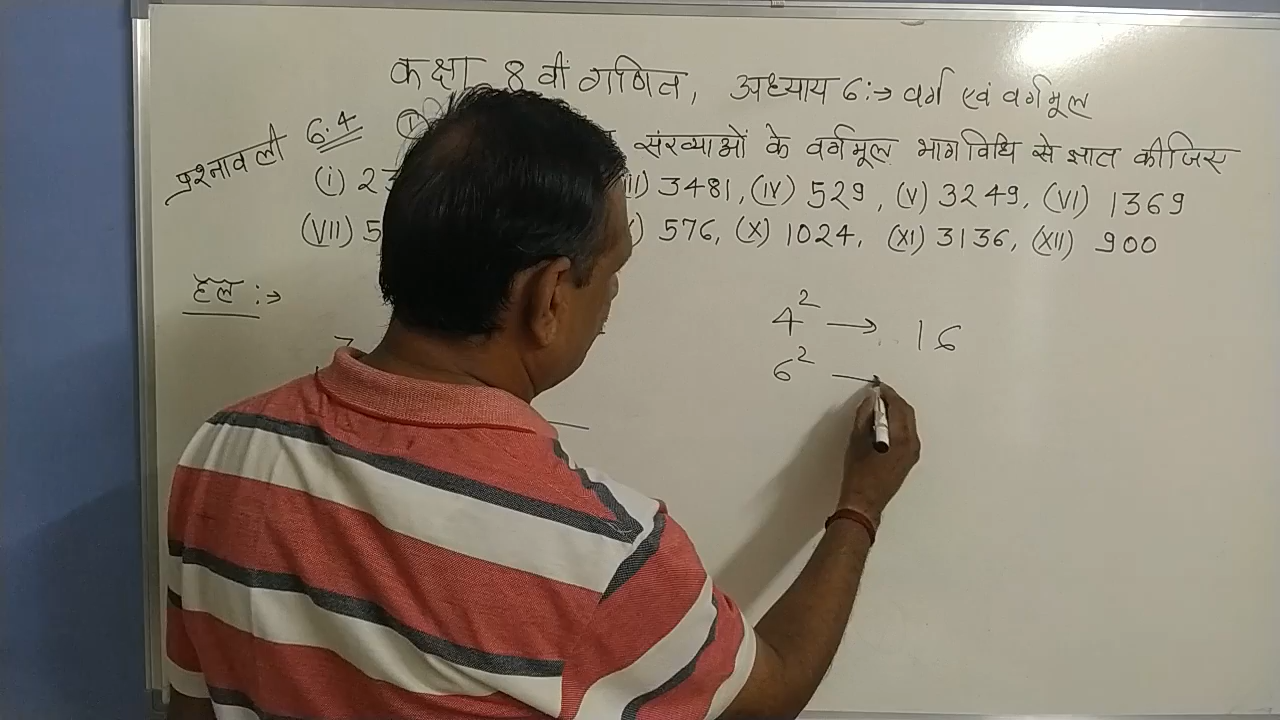 कक्षा 8 वीं गणित, अध्याय 6:→ वर्ग एवं वर्गमूल
प्रश्नावली 6.4 संख्याओं के वर्गमूल भागविधि से ज्ञात कीजिए
(i) 2 3481, (IV) 529, (V) 3249, (VI) 1369
(VII) 5 576, (X) 1024, (XI) 3136, (XII) 900
हल :→
4² → 16
6² →